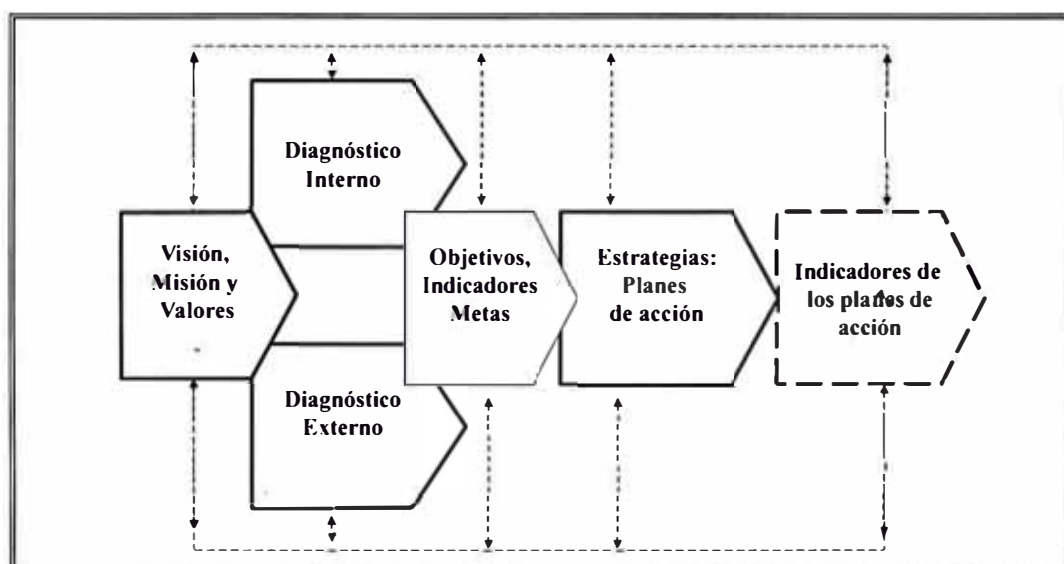 Diagnóstico
Interno
Visión,
Misión y
Valores
Objetivos,
Indicadores
Metas
Estrategias:
Planes
de acción
Indicadores de
los planes de
acción
Diagnóstico
Externo